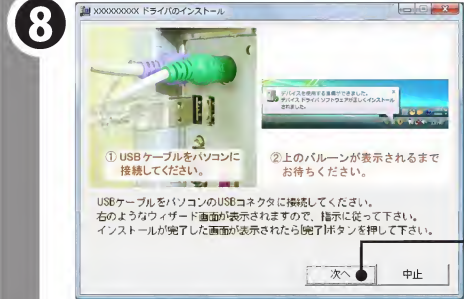 8
XXXXXXXXX ドライバのインストール
デバイスを使用する準備ができました。
デバイス ドライバ ソフトウェアが正しくインストールされました。
① USBケーブルをパソコンに
接続してください。
②上のバルーンが表示されるまで
お待ちください。
USBケーブルをパソコンのUSBコネクタに接続してください。
右のようなウィザード画面が表示されますので、指示に従って下さい。
インストールが完了した画面が表示されたら[完了]ボタンを押して下さい。
次へ
中止